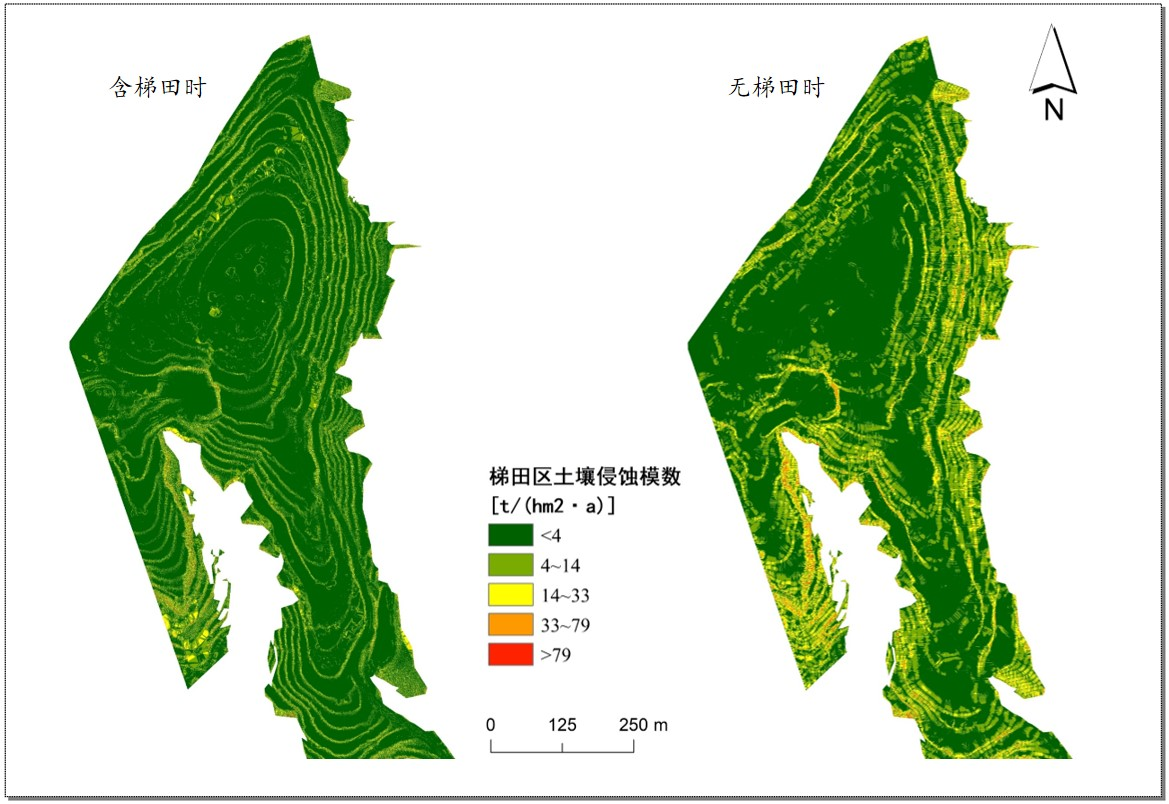 含梯田时
无梯田时
N
梯田区土壤侵蚀模数
[t/(hm2·a)]
<4
4~14
14~33
33~79
>79
0 125 250 m